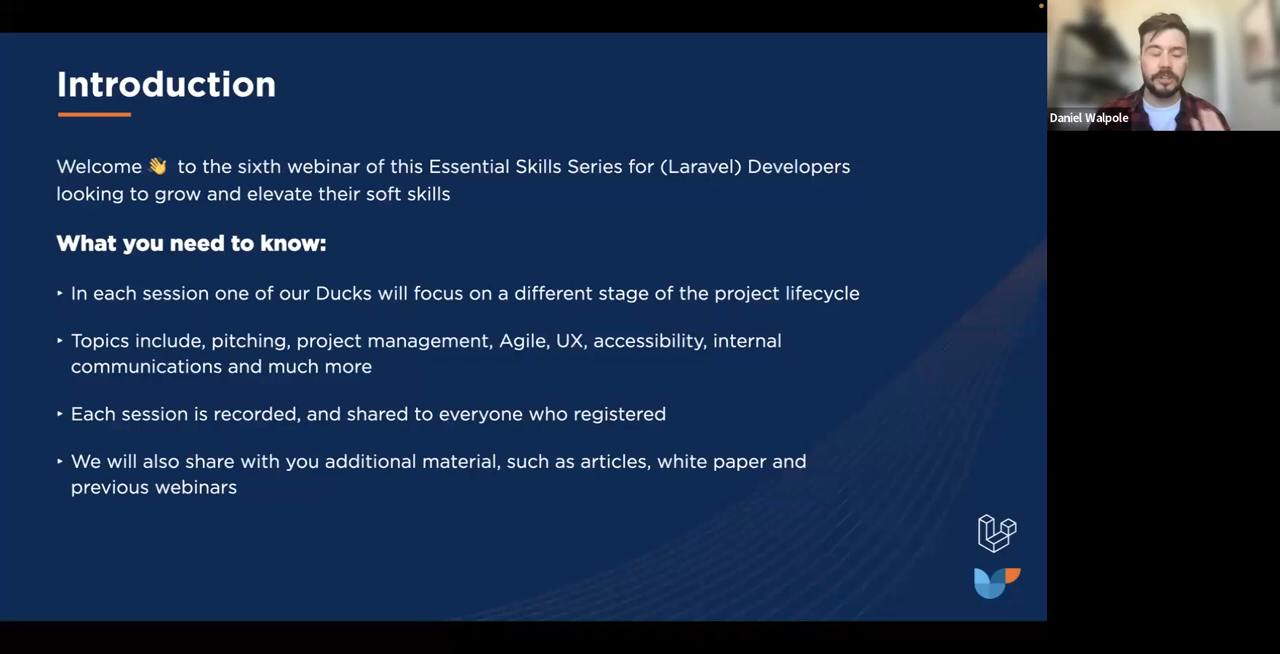 Introduction
Welcome 👋 to the sixth webinar of this Essential Skills Series for (Laravel) Developers
looking to grow and elevate their soft skills
What you need to know:
‣ In each session one of our Ducks will focus on a different stage of the project lifecycle
‣ Topics include, pitching, project management, Agile, UX, accessibility, internal
communications and much more
‣ Each session is recorded, and shared to everyone who registered
‣ We will also share with you additional material, such as articles, white paper and
previous webinars
Daniel Walpole